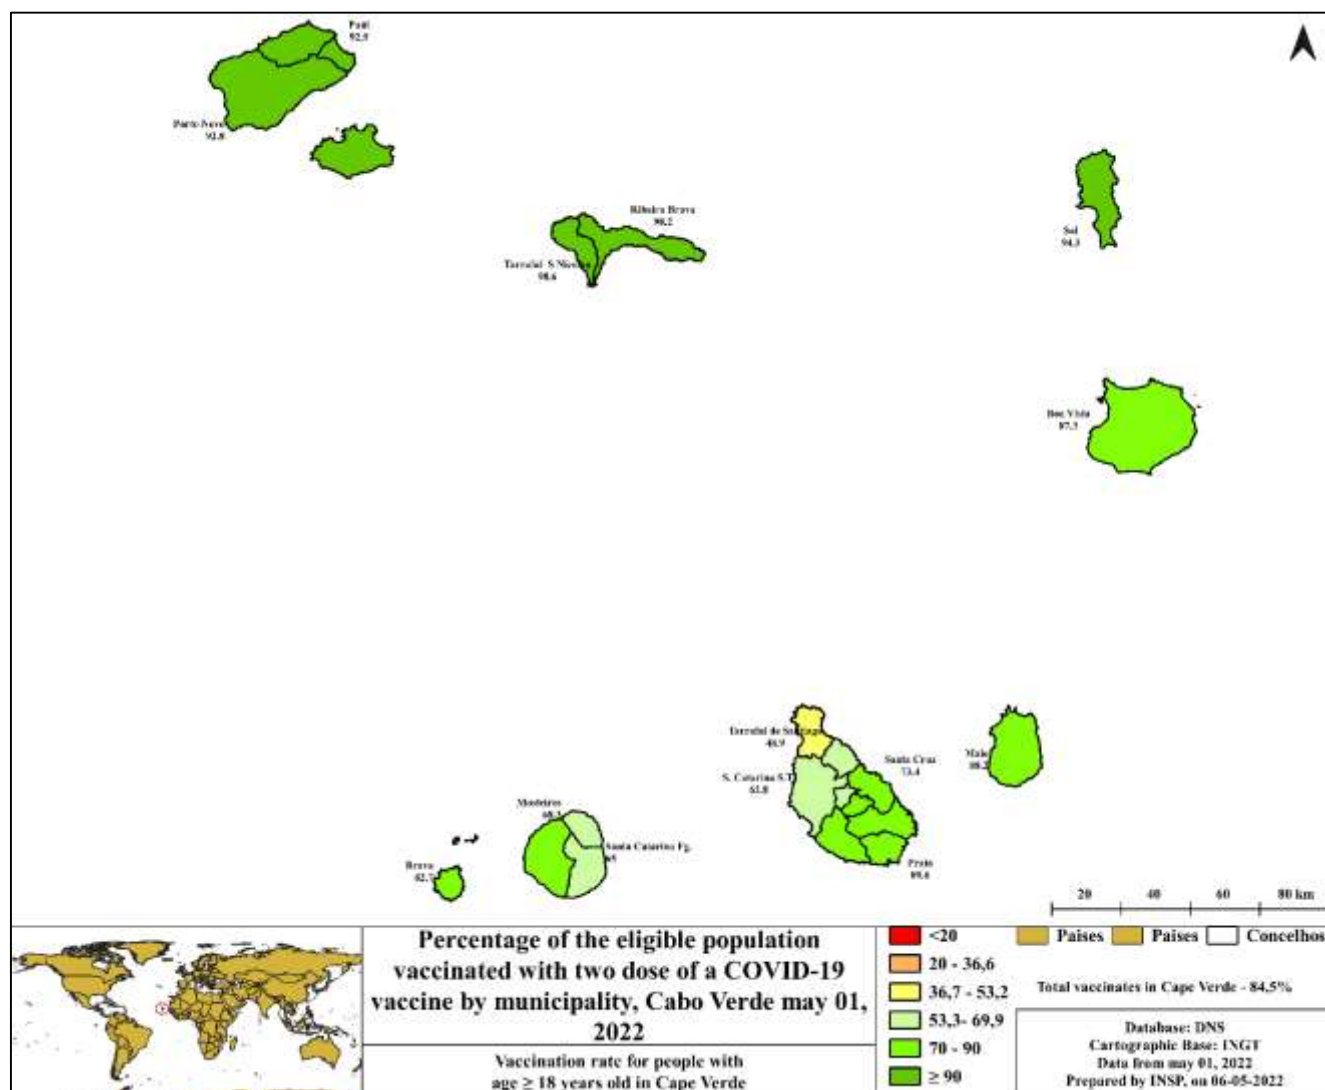 Paul
92.9
Porto Novo
92.8
Ribeira Brava
98.2
Tarrafal S Nicolau
98.6
Sal
94.3
Boa Vista
87.3
Tarrafal de Santiago
48.9
Santa Cruz
73.4
Maio
88.2
S. Catarina S.T
62.8
Mosteiros
Santa Catarina Fg.
Brava
82.7
Praia
89.6
20 40 60 80 km
Percentage of the eligible population
vaccinated with two dose of a COVID-19
vaccine by municipality, Cabo Verde may 01,
2022
Vaccination rate for people with
age ≥ 18 years old in Cape Verde
<20
20 - 36,6
36,7 - 53,2
53,3- 69,9
70 - 90
≥ 90
Paises Paises Concelhos
Total vaccinates in Cape Verde - 84,5%
Database: DNS
Cartographic Base: INGT
Data from may 01, 2022
Prepared by INSP, on 06-05-2022